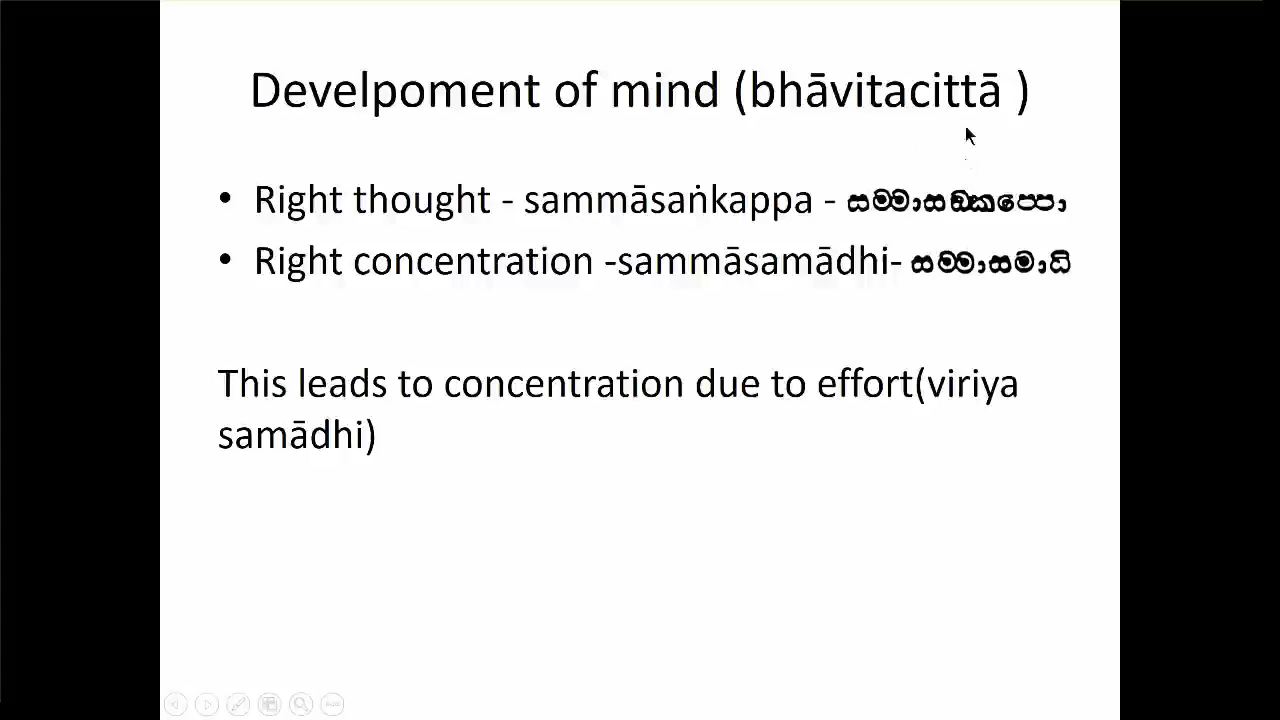 Develpoment of mind (bhāvitacittā )
• Right thought - sammāsaṅkappa - සම්මාසඞ්කප්පො
• Right concentration -sammāsamādhi- සම්මාසමාධි
This leads to concentration due to effort(viriya
samādhi)